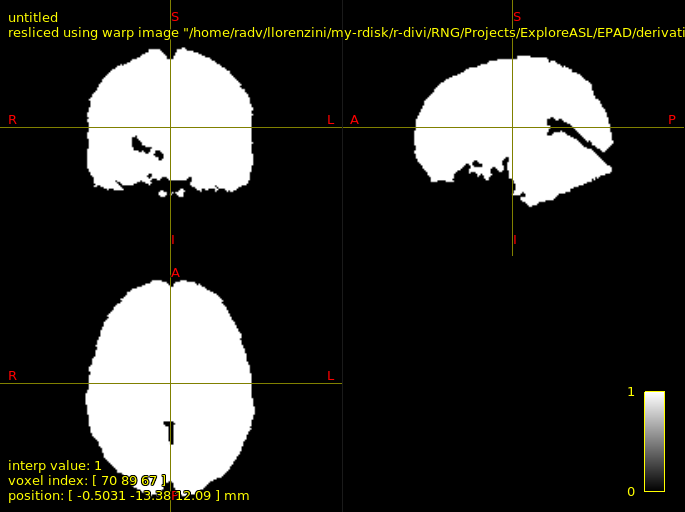 untitled
resliced using warp image "/home/radv/llorenzini/my-rdisk/r-divi/RNG/Projects/ExploreASL/EPAD/derivati
S S
R L A P
I I
A
R L
1
interp value: 1
voxel index: [ 70 89 67 ]
position: [ -0.5031 -13.38 12.09 ] mm
0